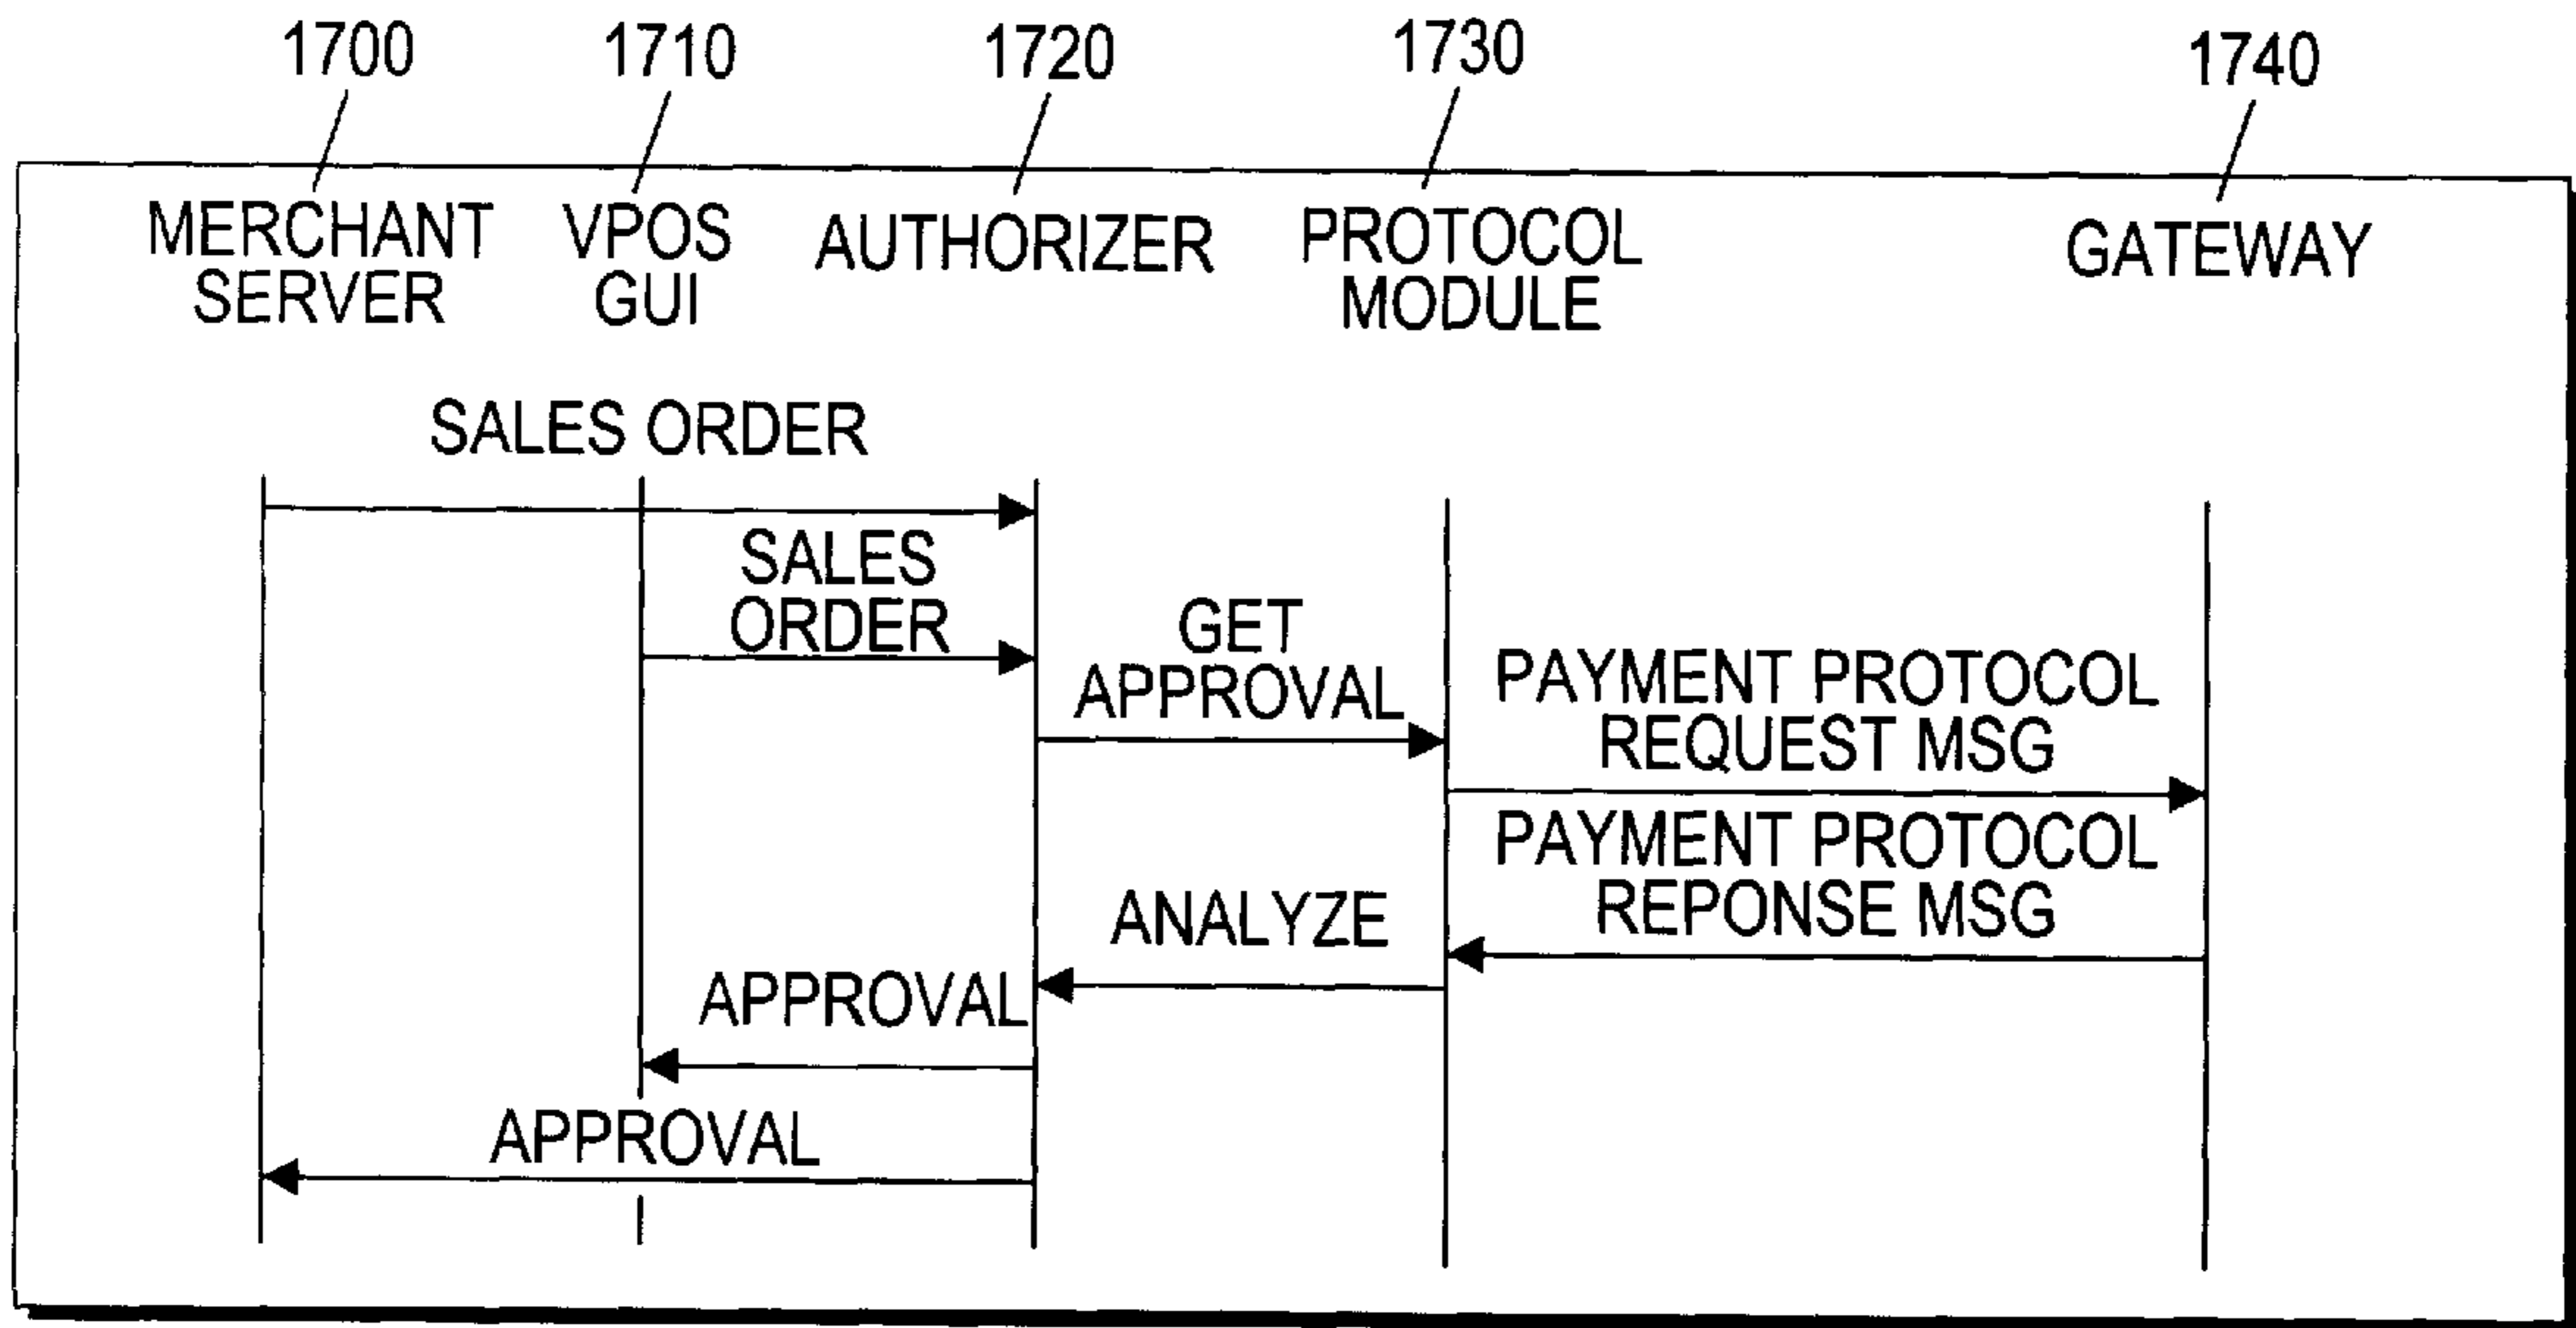 1700
1710
1720
1730
1740
MERCHANT
SERVER
VPOS
GUI
AUTHORIZER
PROTOCOL
MODULE
GATEWAY
SALES ORDER
SALES
ORDER
GET
APPROVAL
PAYMENT PROTOCOL
REQUEST MSG
PAYMENT PROTOCOL
REPONSE MSG
ANALYZE
APPROVAL
APPROVAL